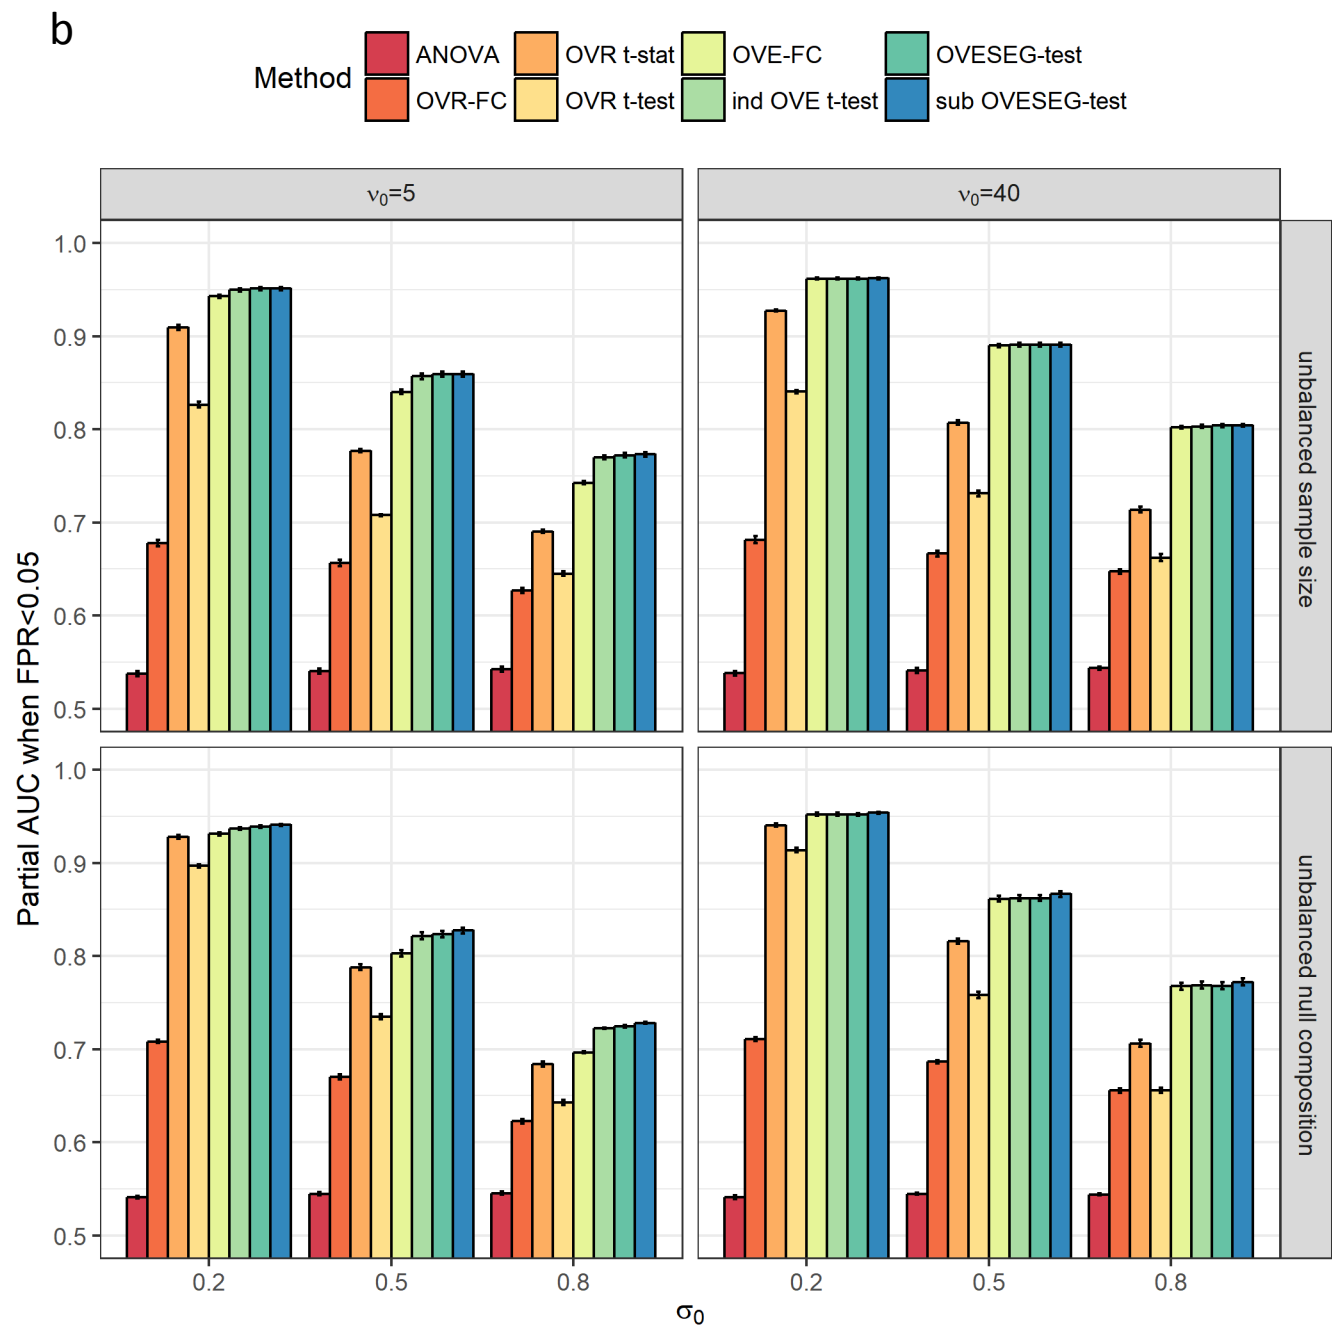 b
Method
ANOVA OVR t-stat OVE-FC OVESEG-test
OVR-FC OVR t-test ind OVE t-test sub OVESEG-test
ν₀=5 ν₀=40
Partial AUC when FPR<0.05
1.0
0.9
0.8
0.7
0.6
0.5
unbalanced sample size
1.0
0.9
0.8
0.7
0.6
0.5
unbalanced null composition
0.2 0.5 0.8 0.2 0.5 0.8
σ₀